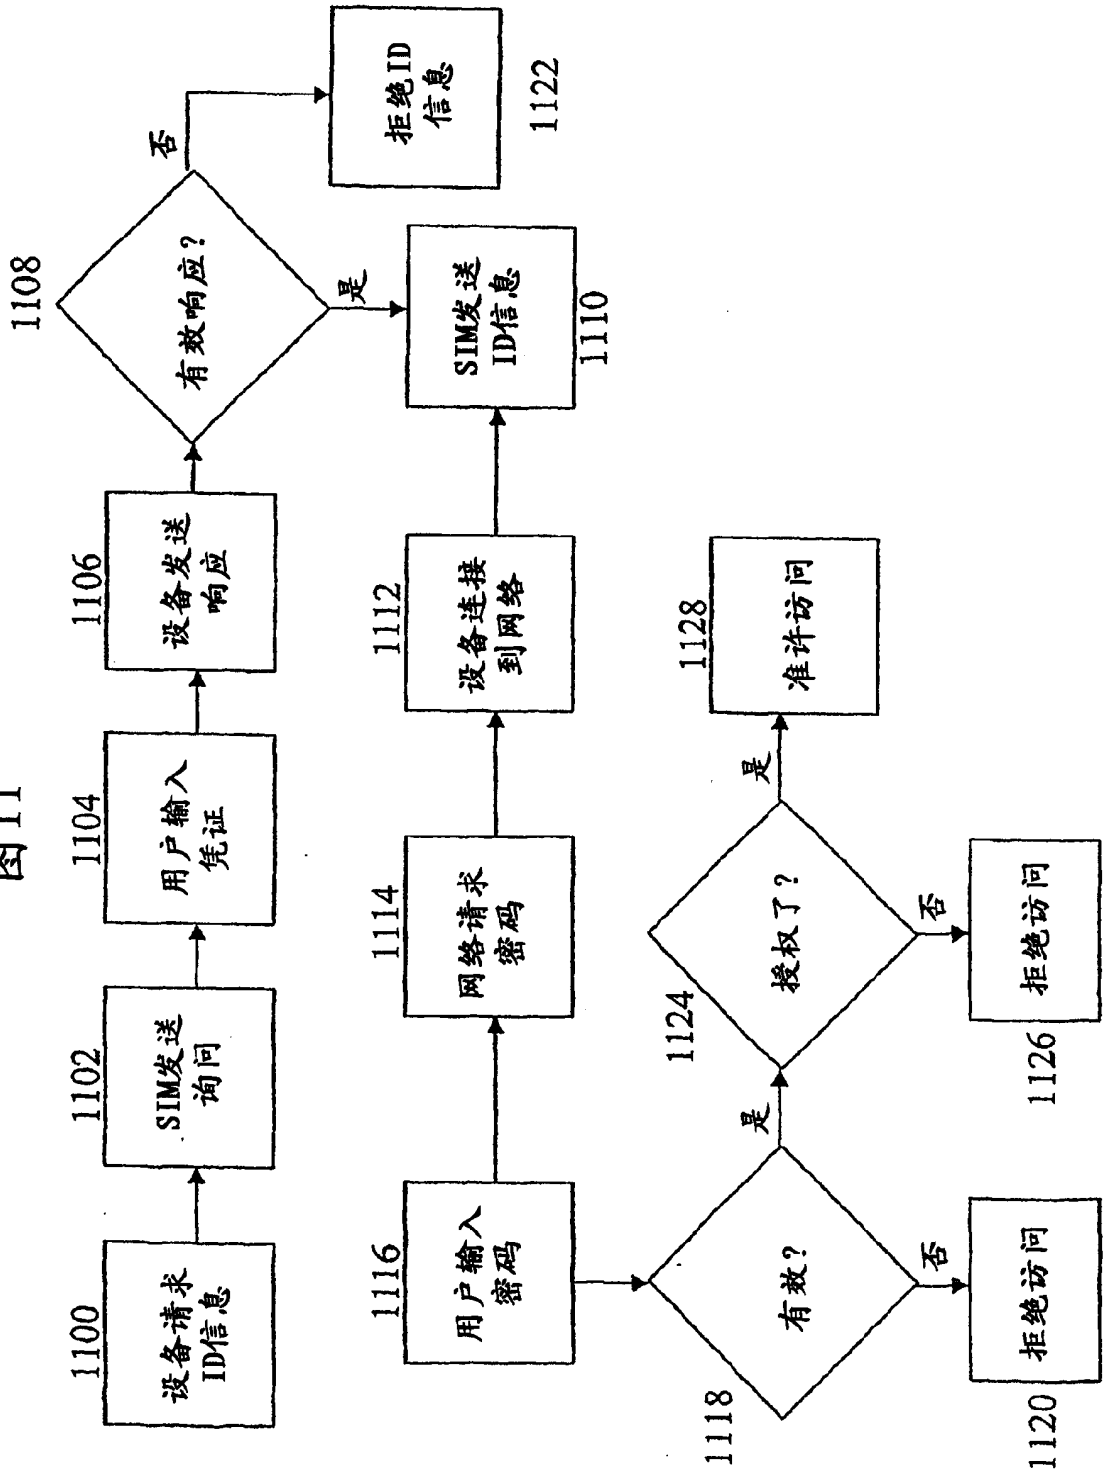 图11
1100
设备请求
ID信息
1102
SIM发送
询问
1104
用户输入
凭证
1106
设备发送
响应
1108
有效响应?
否
拒绝ID
信息
1122
是
SIM发送
ID信息
1110
1112
设备连接
到网络
1114
网络请求
密码
1116
用户输入
密码
1118
有效?
否
拒绝访问
1120
是
1124
授权了?
否
拒绝访问
1126
是
1128
准许访问